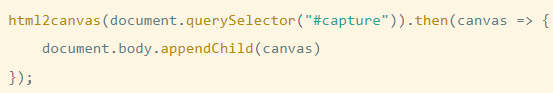 html2canvas(document.querySelector("#capture")).then(canvas => {
    document.body.appendChild(canvas)
});